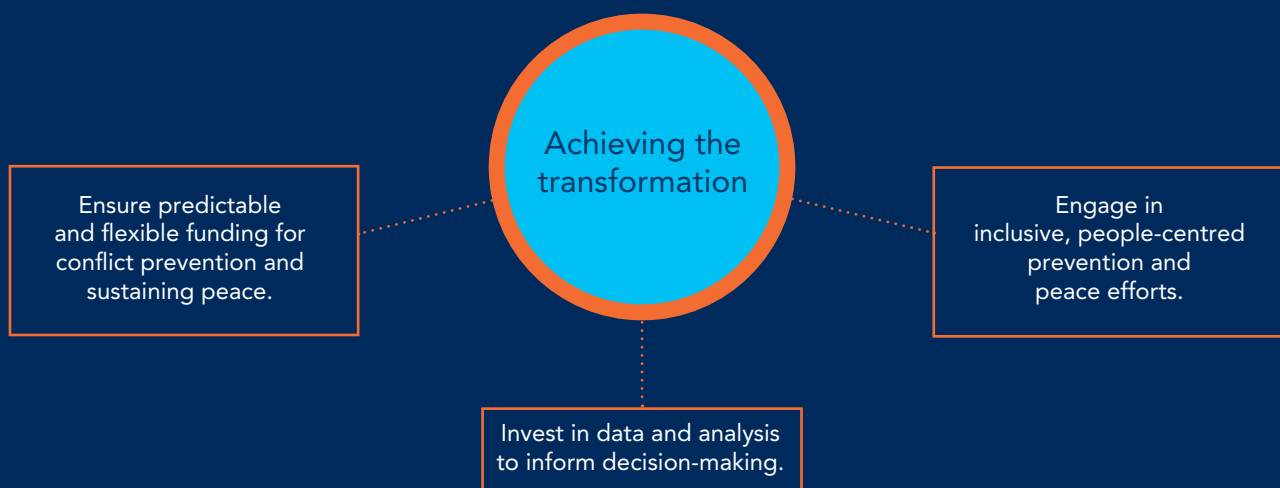 Achieving the
transformation
Ensure predictable
and flexible funding for
conflict prevention and
sustaining peace.
Engage in
inclusive, people-centred
prevention and
peace efforts.
Invest in data and analysis
to inform decision-making.